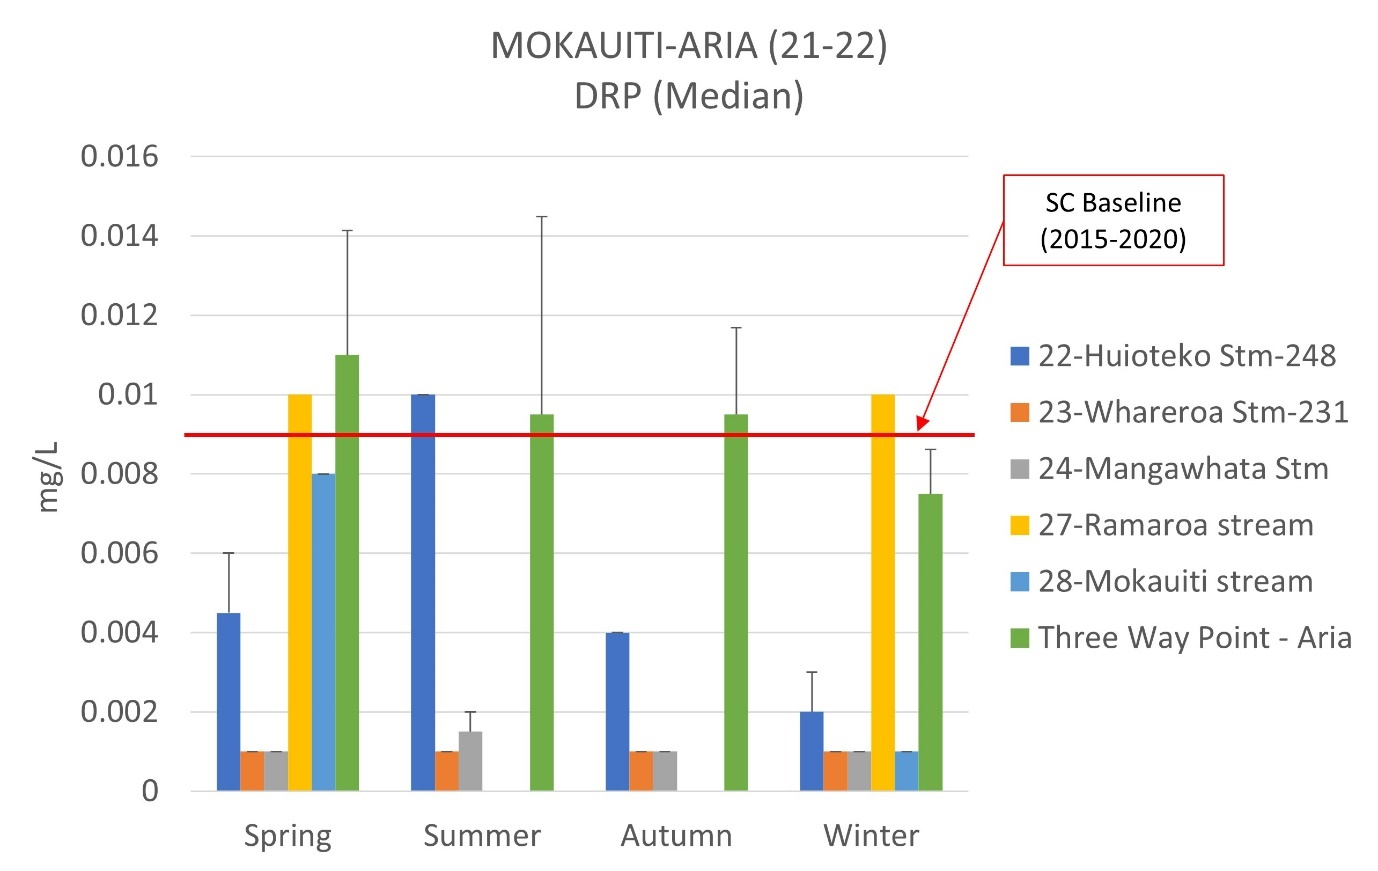 MOKAUITI-ARIA (21-22)
DRP (Median)
0.016
0.014
0.012
0.01
0.008
0.006
0.004
0.002
0
mg/L
Spring
Summer
Autumn
Winter
SC Baseline
(2015-2020)
22-Huioteko Stm-248
23-Whareroa Stm-231
24-Mangawhata Stm
27-Ramaroa stream
28-Mokauiti stream
Three Way Point - Aria